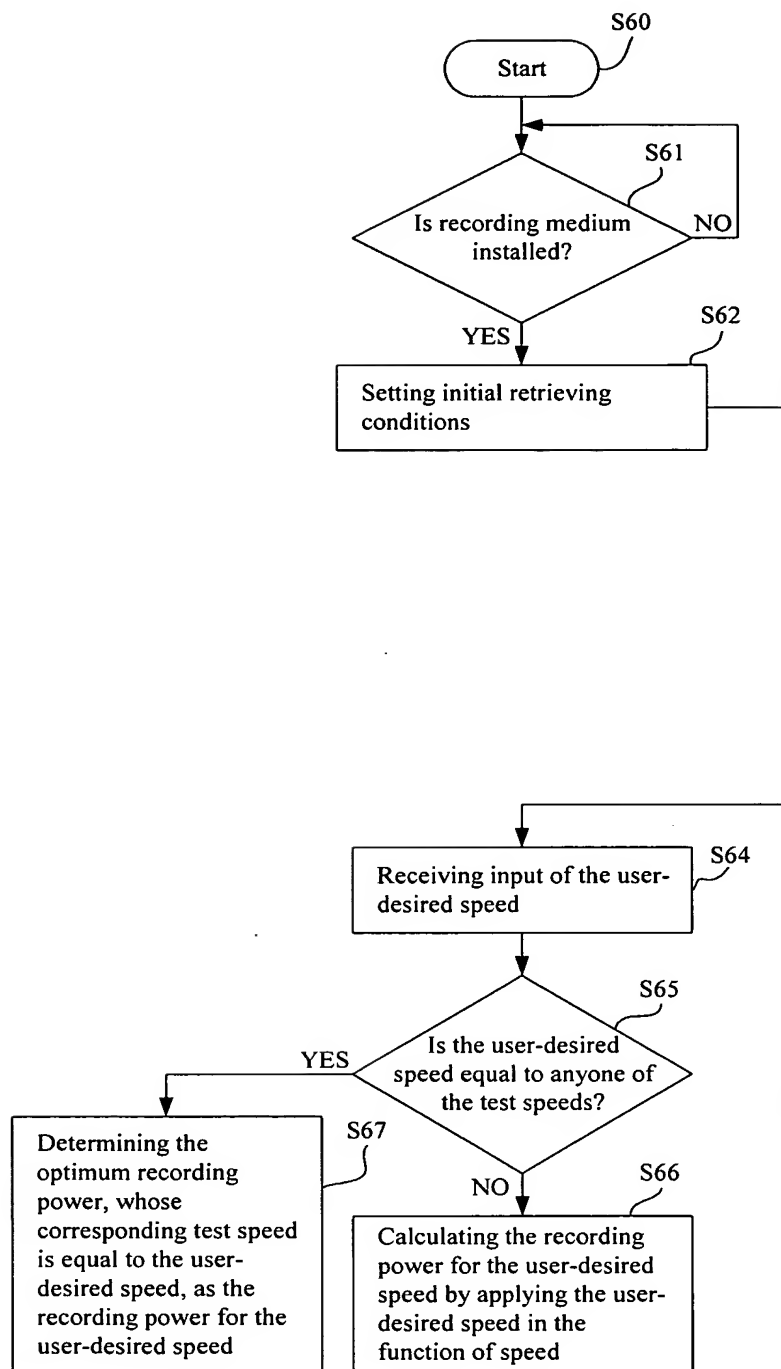 S60
Start
S61
Is recording medium
installed?
NO
YES
S62
Setting initial retrieving
conditions
S64
Receiving input of the user-
desired speed
S65
Is the user-desired
speed equal to anyone of
the test speeds?
YES
S67
Determining the
optimum recording
power, whose
corresponding test speed
is equal to the user-
desired speed, as the
recording power for the
user-desired speed
NO
S66
Calculating the recording
power for the user-desired
speed by applying the user-
desired speed in the
function of speed